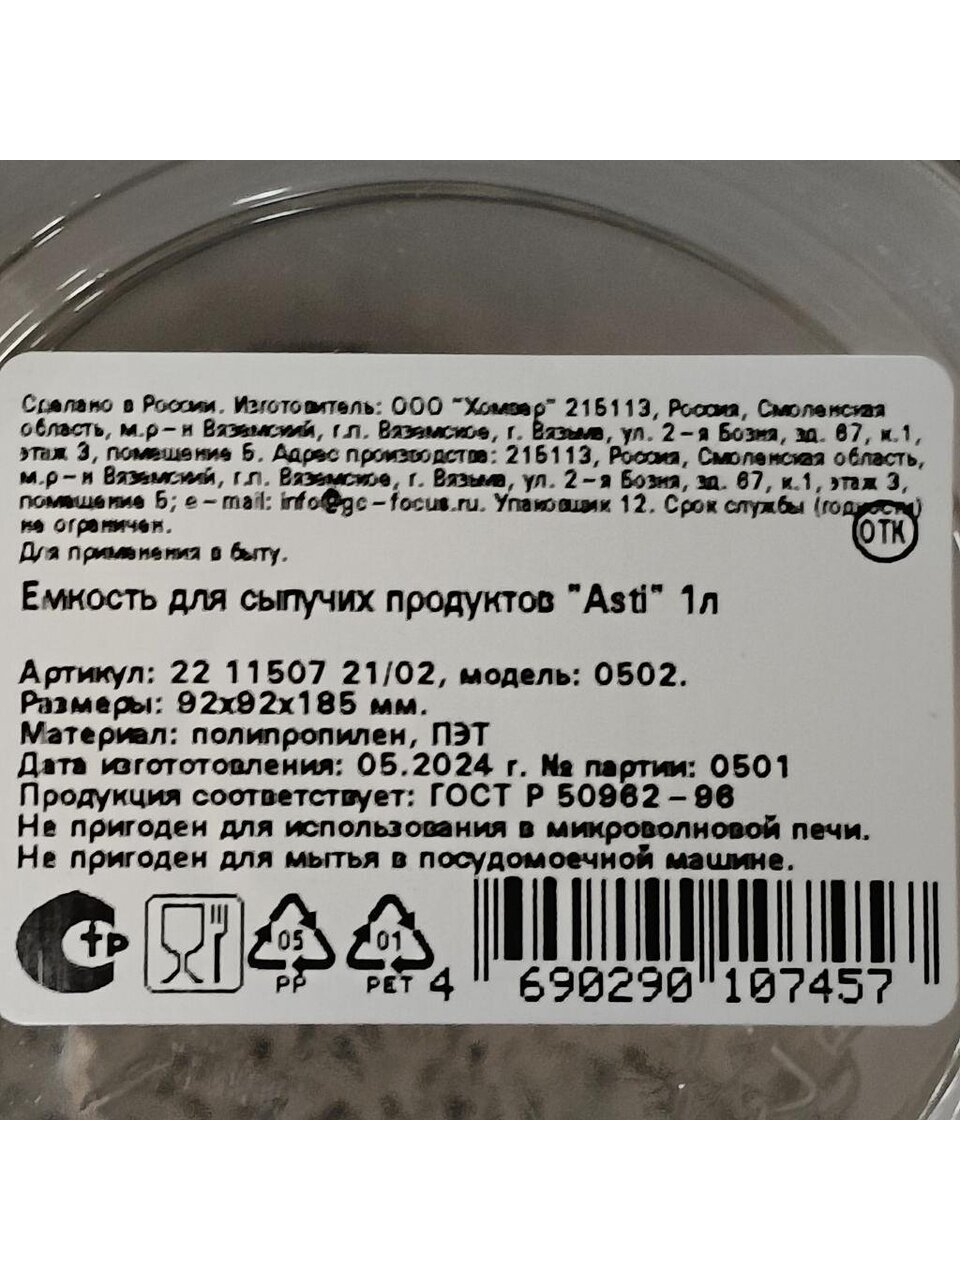 Сделано в России. Изготовитель: ООО "Хомвер" 215113, Россия, Смоленская
область, м.р-н Вяземский, г.п. Вяземское, г. Вязьма, ул. 2-я Бозня, зд. 67, к.1,
этаж 3, помещение 5. Адрес производства: 215113, Россия, Смоленская область,
м.р-н Вяземский, г.п. Вяземское, г. Вязьма, ул. 2-я Бозня, зд. 67, к.1, этаж 3,
помещение 5; e-mail: info@gc-focus.ru. Упаковщик 12. Срок службы (годности)
не ограничен.
ОТК
Для применения в быту.
Емкость для сыпучих продуктов "Asti" 1л
Артикул: 22 11507 21/02, модель: 0502.
Размеры: 92х92х185 мм.
Материал: полипропилен, ПЭТ
Дата изгототовления: 05.2024 г. № партии: 0501
Продукция соответствует: ГОСТ Р 50962-96
Не пригоден для использования в микроволновой печи.
Не пригоден для мытья в посудомоечной машине.
тр
05 01
PP PET 4 690290 107457